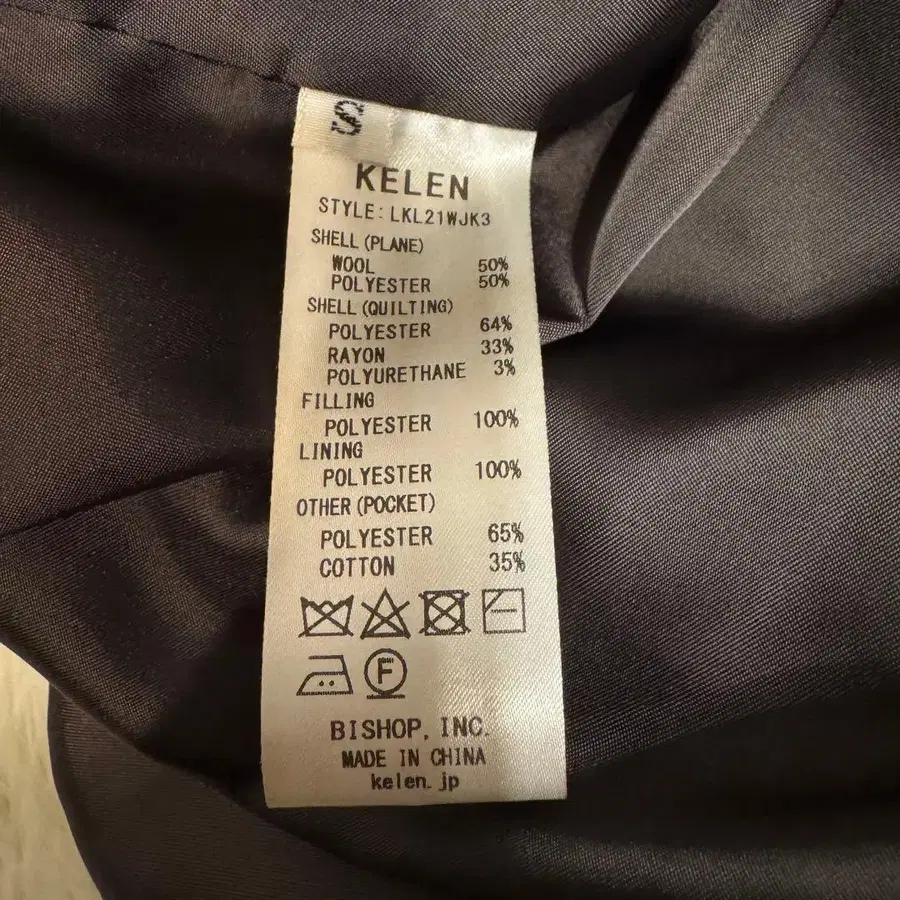 S
KELEN
STYLE: LKL21WJK3
SHELL (PLANE)
WOOL 50%
POLYESTER 50%
SHELL (QUILTING)
POLYESTER 64%
RAYON 33%
POLYURETHANE 3%
FILLING
POLYESTER 100%
LINING
POLYESTER 100%
OTHER (POCKET)
POLYESTER 65%
COTTON 35%
F
BISHOP, INC.
MADE IN CHINA
kelen.jp